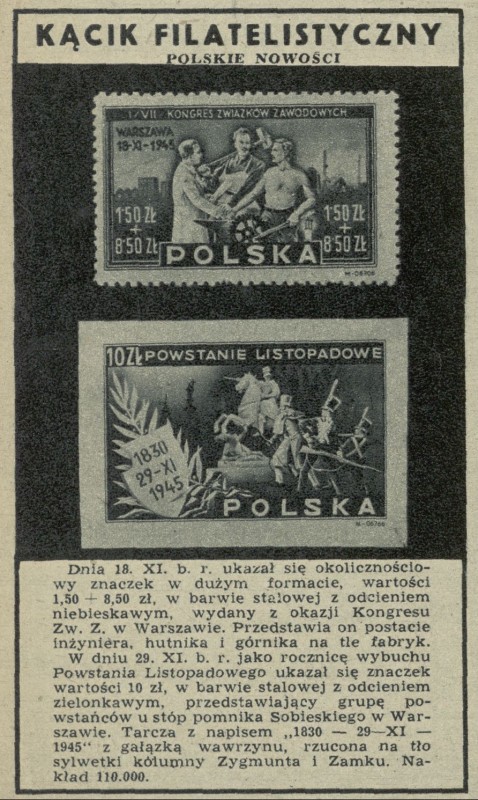 KĄCIK FILATELISTYCZNY
POLSKIE NOWOŚCI
I/VII KONGRES ZWIĄZKÓW ZAWODOWYCH
WARSZAWA
18-XI-1945
1·50 ZŁ
+
8·50 ZŁ
1·50 ZŁ
+
8·50 ZŁ
POLSKA
10 ZŁ POWSTANIE LISTOPADOWE
1830
29-XI
1945
POLSKA
Dnia 18. XI. b. r. ukazał się okolicznościo-
wy znaczek w dużym formacie, wartości
1,50 + 8,50 zł, w barwie stalowej z odcieniem
niebieskawym, wydany z okazji Kongresu
Zw. Z. w Warszawie. Przedstawia on postacie
inżyniera, hutnika i górnika na tle fabryk.
W dniu 29. XI. b. r. jako rocznicę wybuchu
Powstania Listopadowego ukazał się znaczek
wartości 10 zł, w barwie stalowej z odcieniem
zielonkawym, przedstawiający grupę po-
wstańców u stóp pomnika Sobieskiego w War-
szawie. Tarcza z napisem „1830 — 29—XI —
1945“ z gałązką wawrzynu, rzucona na tło
sylwetki kolumny Zygmunta i Zamku. Na-
kład 110.000.